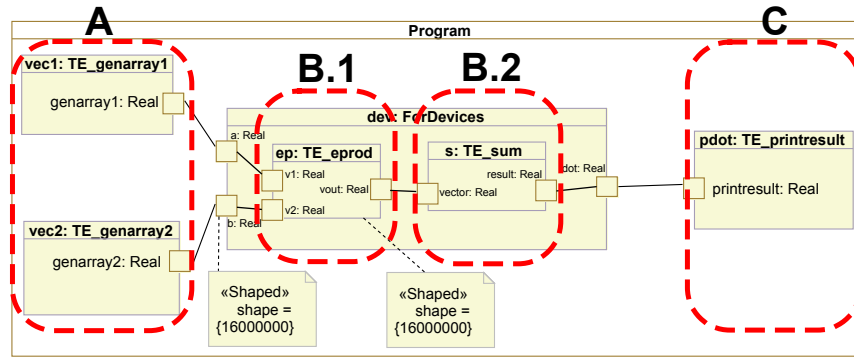 A
B.1
B.2
C
Program
vec1: TE_genarray1
genarray1: Real
vec2: TE_genarray2
genarray2: Real
dev: ForDevices
a: Real
b: Real
ep: TE_eprod
v1: Real
vout: Real
v2: Real
s: TE_sum
result: Real
vector: Real
dot: Real
pdot: TE_printresult
printresult: Real
«Shaped»
shape =
{16000000}
«Shaped»
shape =
{16000000}